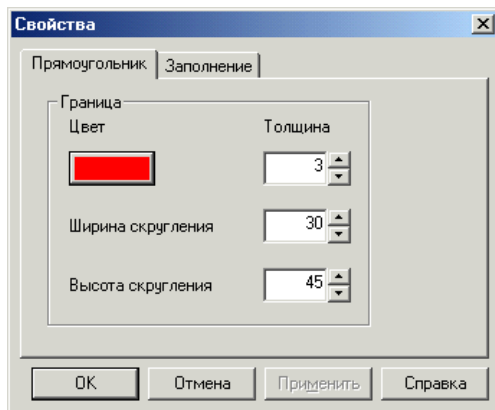 Свойства
Прямоугольник Заполнение
Граница
Цвет Толщина
3
Ширина скругления 30
Высота скругления 45
OK Отмена Применить Справка